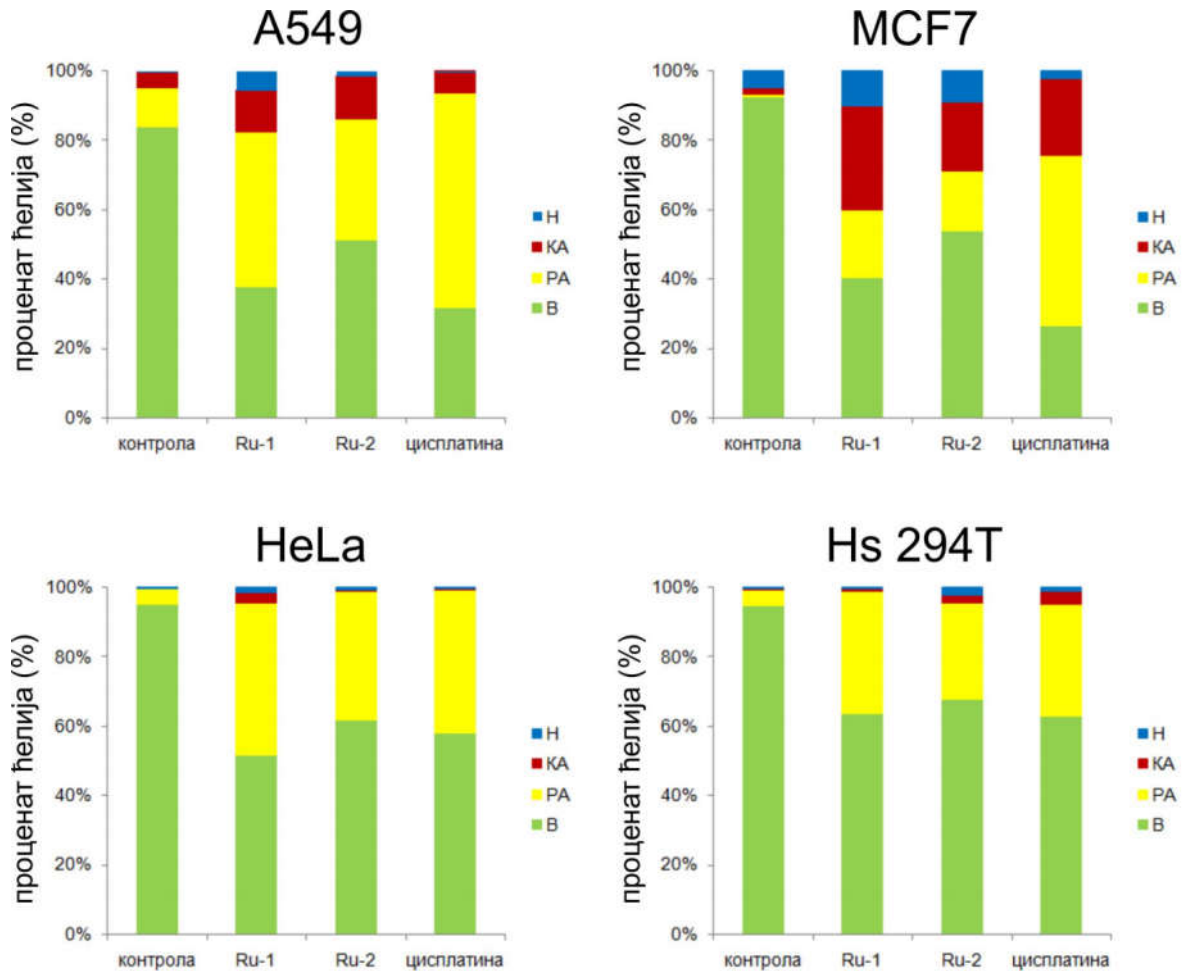 A549
проценат ћелија (%)
100%
80%
60%
40%
20%
0%
контрола Ru-1 Ru-2 цисплатина
Н
КА
РА
В
MCF7
проценат ћелија (%)
100%
80%
60%
40%
20%
0%
контрола Ru-1 Ru-2 цисплатина
Н
КА
РА
В
HeLa
проценат ћелија (%)
100%
80%
60%
40%
20%
0%
контрола Ru-1 Ru-2 цисплатина
Н
КА
РА
В
Hs 294T
проценат ћелија (%)
100%
80%
60%
40%
20%
0%
контрола Ru-1 Ru-2 цисплатина
Н
КА
РА
В